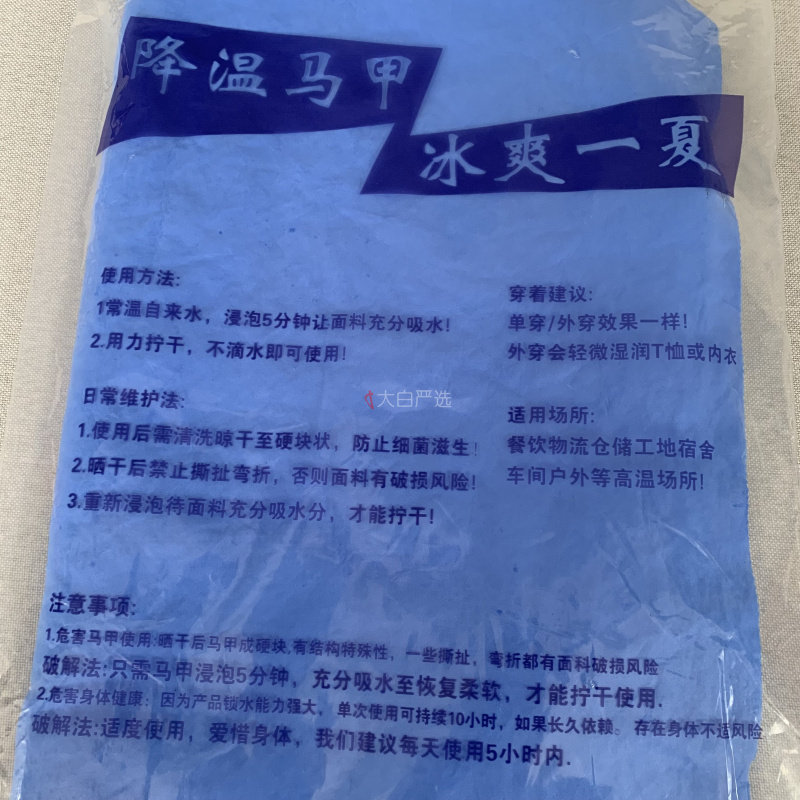 降温马甲
冰爽一夏
使用方法:
1常温自来水，浸泡5分钟让面料充分吸水!
2.用力拧干，不滴水即可使用!
穿着建议:
单穿/外穿效果一样!
外穿会轻微湿润T恤或内衣
日常维护法:
1.使用后需清洗晾干至硬块状，防止细菌滋生!
2.晒干后禁止撕扯弯折，否则面料有破损风险!
3.重新浸泡待面料充分吸水分，才能拧干!
适用场所:
餐饮物流仓储工地宿舍
车间户外等高温场所!
大白严选
注意事项:
1.危害马甲使用:晒干后马甲成硬块,有结构特殊性，一些撕扯，弯折都有面料破损风险
破解法:只需马甲浸泡5分钟，充分吸水至恢复柔软，才能拧干使用.
2.危害身体健康：因为产品锁水能力强大，单次使用可持续10小时，如果长久依赖。存在身体不适风险
破解法:适度使用，爱惜身体，我们建议每天使用5小时内.